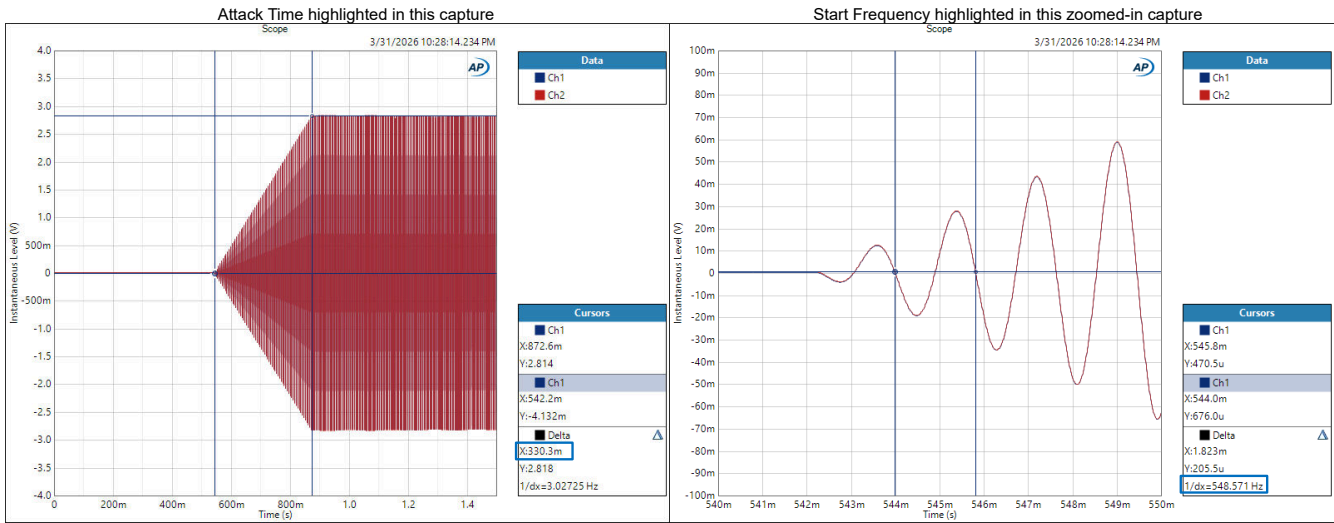 Attack Time highlighted in this capture
Scope
3/31/2026 10:28:14.234 PM
AP
4.0
3.5
3.0
2.5
2.0
1.5
1.0
500m
0
-500m
-1.0
-1.5
-2.0
-2.5
-3.0
-3.5
-4.0
Instantaneous Level (V)
0 200m 400m 600m 800m 1.0 1.2 1.4
Time (s)
Data
Ch1
Ch2
Cursors
Ch1
X:872.6m
Y:2.814
Ch1
X:542.2m
Y:-4.132m
Delta
X:330.3m
Y:2.818
1/dx=3.02725 Hz
Start Frequency highlighted in this zoomed-in capture
Scope
3/31/2026 10:28:14.234 PM
AP
100m
90m
80m
70m
60m
50m
40m
30m
20m
10m
0
-10m
-20m
-30m
-40m
-50m
-60m
-70m
-80m
-90m
-100m
Instantaneous Level (V)
540m 541m 542m 543m 544m 545m 546m 547m 548m 549m 550m
Time (s)
Data
Ch1
Ch2
Cursors
Ch1
X:545.8m
Y:470.5u
Ch1
X:544.0m
Y:676.0u
Delta
X:1.823m
Y:205.5u
1/dx=548.571 Hz